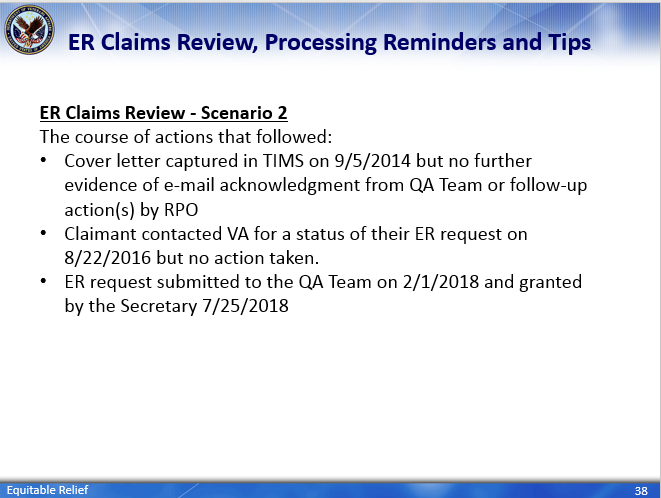 ER Claims Review, Processing Reminders and Tips
ER Claims Review - Scenario 2
The course of actions that followed:
• Cover letter captured in TIMS on 9/5/2014 but no further
evidence of e-mail acknowledgment from QA Team or follow-up
action(s) by RPO
• Claimant contacted VA for a status of their ER request on
8/22/2016 but no action taken.
• ER request submitted to the QA Team on 2/1/2018 and granted
by the Secretary 7/25/2018
Equitable Relief
38